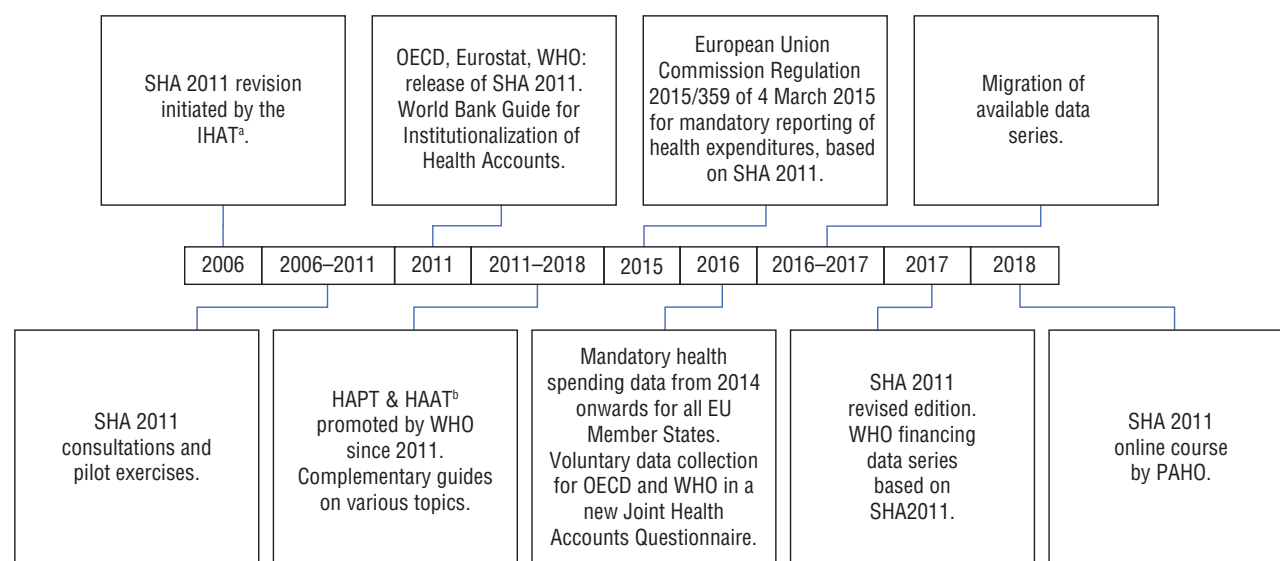 SHA 2011 revision
initiated by the
IHATᵃ.
OECD, Eurostat, WHO:
release of SHA 2011.
World Bank Guide for
Institutionalization of
Health Accounts.
European Union
Commission Regulation
2015/359 of 4 March 2015
for mandatory reporting of
health expenditures, based
on SHA 2011.
Migration of
available data
series.
2006 2006–2011 2011 2011–2018 2015 2016 2016–2017 2017 2018
SHA 2011
consultations and
pilot exercises.
HAPT & HAATᵇ
promoted by WHO
since 2011.
Complementary guides
on various topics.
Mandatory health
spending data from 2014
onwards for all EU
Member States.
Voluntary data collection
for OECD and WHO in a
new Joint Health
Accounts Questionnaire.
SHA 2011
revised edition.
WHO financing
data series
based on
SHA2011.
SHA 2011
online course
by PAHO.